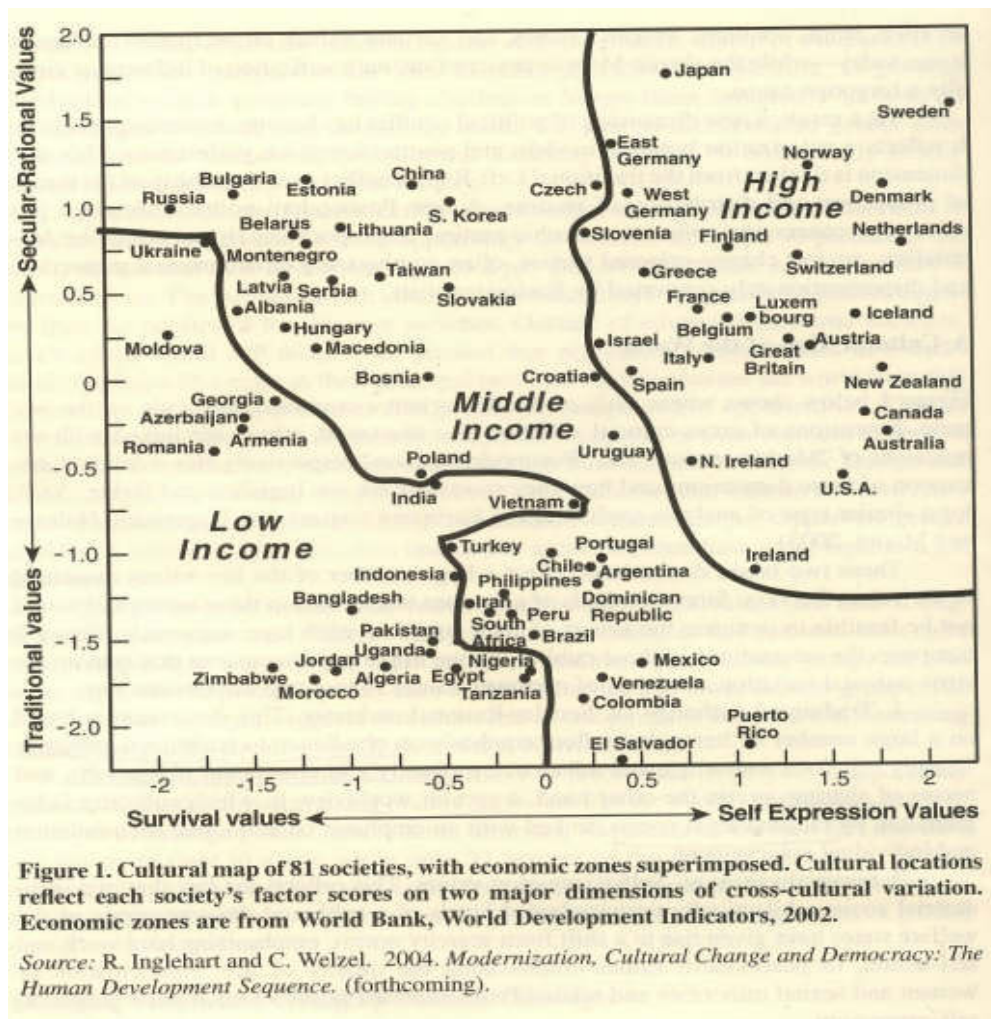 Secular-Rational Values
Traditional values
2.0
1.5
1.0
0.5
0
-0.5
-1.0
-1.5
-2.0
Japan
Sweden
East
Germany
Norway
High
Income
China
Czech
West
Germany
Denmark
Bulgaria
Estonia
Russia
S. Korea
Belarus
Lithuania
Slovenia
Finland
Netherlands
Ukraine
Montenegro
Switzerland
Taiwan
Greece
Latvia
Serbia
Slovakia
France
Luxem
bourg
Iceland
Albania
Belgium
Hungary
Israel
Austria
Moldova
Macedonia
Italy
Great
Britain
Bosnia
Croatia
Spain
New Zealand
Georgia
Middle
Income
Canada
Azerbaijan
Armenia
Australia
Romania
Uruguay
Poland
N. Ireland
U.S.A.
India
Vietnam
Low
Income
Turkey
Portugal
Ireland
Chile
Indonesia
Philippines
Argentina
Bangladesh
Iran
Dominican
Republic
Peru
South
Africa
Pakistan
Brazil
Uganda
Nigeria
Mexico
Zimbabwe
Jordan
Algeria
Egypt
Morocco
Tanzania
Venezuela
Colombia
Puerto
Rico
El Salvador
-2
-1
-0.5
0
0.5
1
1.5
2
Survival values
Self Expression Values
Figure 1. Cultural map of 81 societies, with economic zones superimposed. Cultural locations
reflect each society's factor scores on two major dimensions of cross-cultural variation.
Economic zones are from World Bank, World Development Indicators, 2002.
Source: R. Inglehart and C. Welzel. 2004. Modernization, Cultural Change and Democracy: The
Human Development Sequence. (forthcoming).